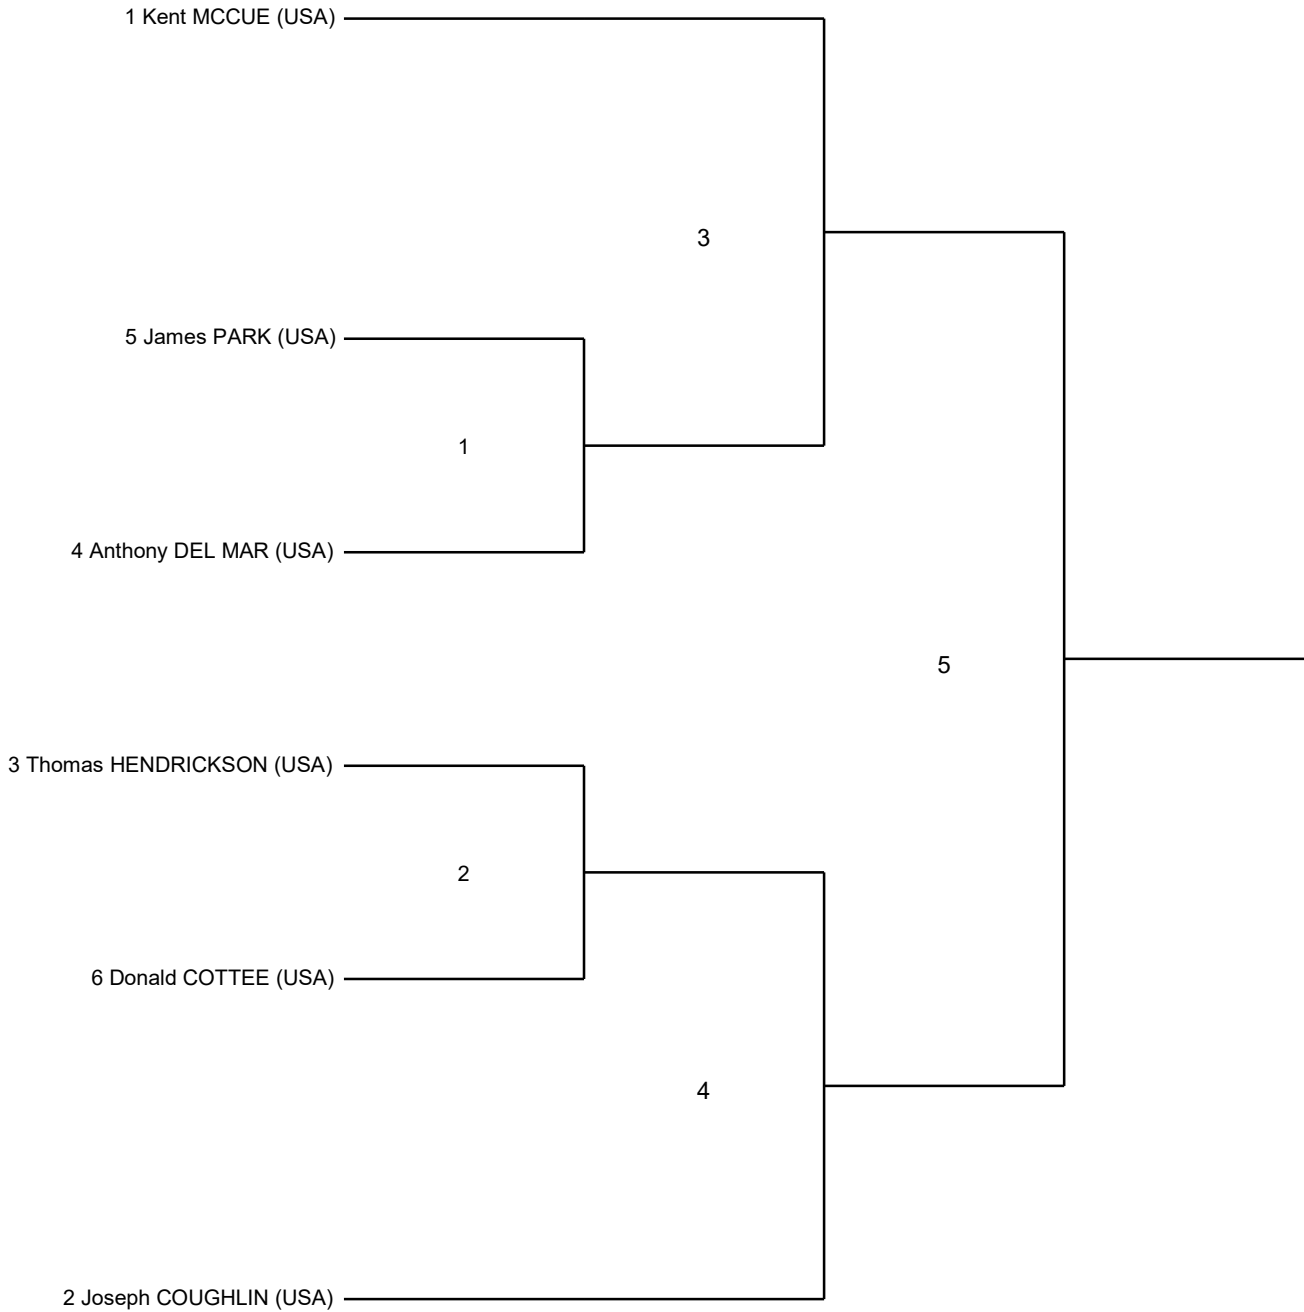 1 Kent MCCUE (USA)
3
5 James PARK (USA)
1
4 Anthony DEL MAR (USA)
5
3 Thomas HENDRICKSON (USA)
2
6 Donald COTTEE (USA)
4
2 Joseph COUGHLIN (USA)